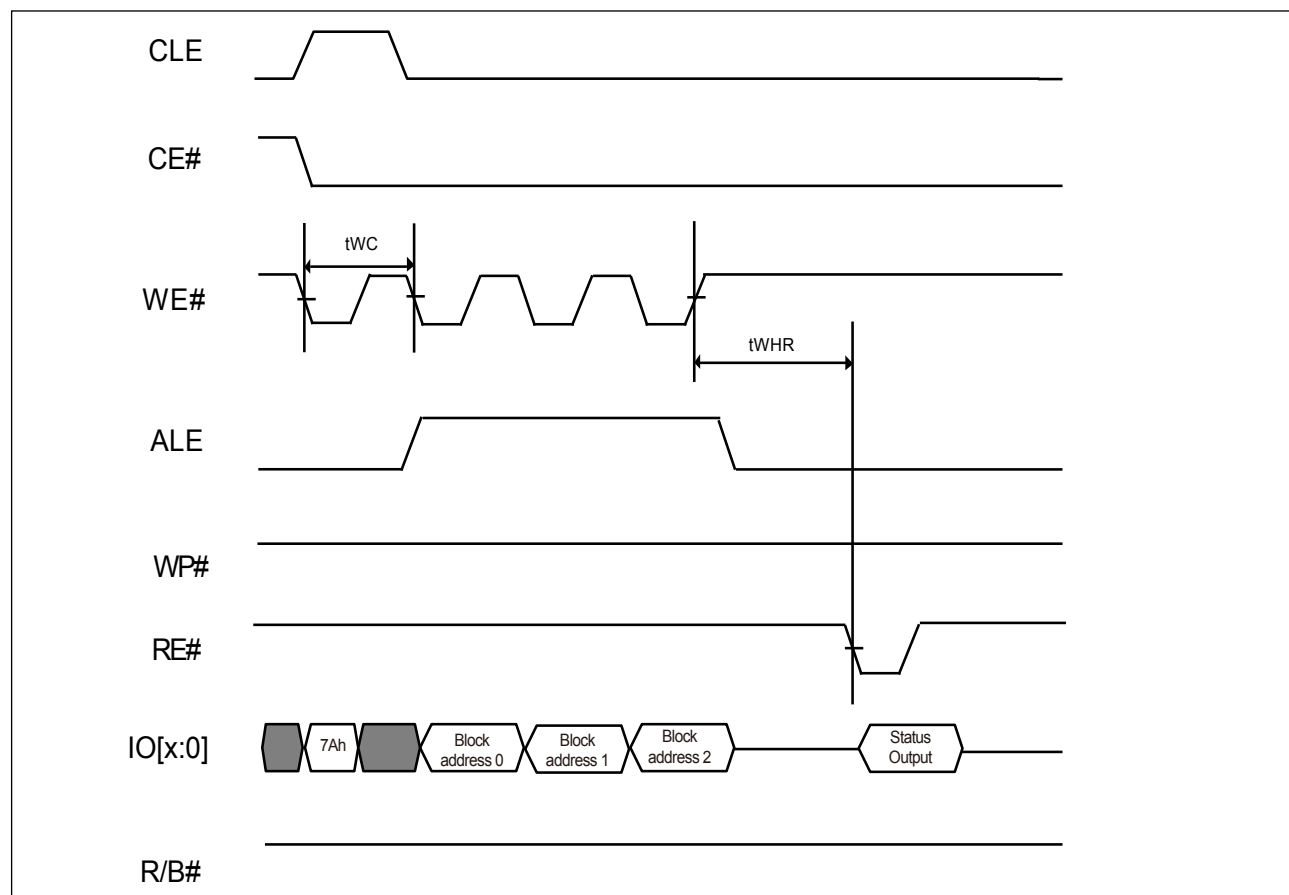 CLE
CE#
tWC
WE#
tWHR
ALE
WP#
RE#
IO[x:0]
7Ah
Block
address 0
Block
address 1
Block
address 2
Status
Output
R/B#